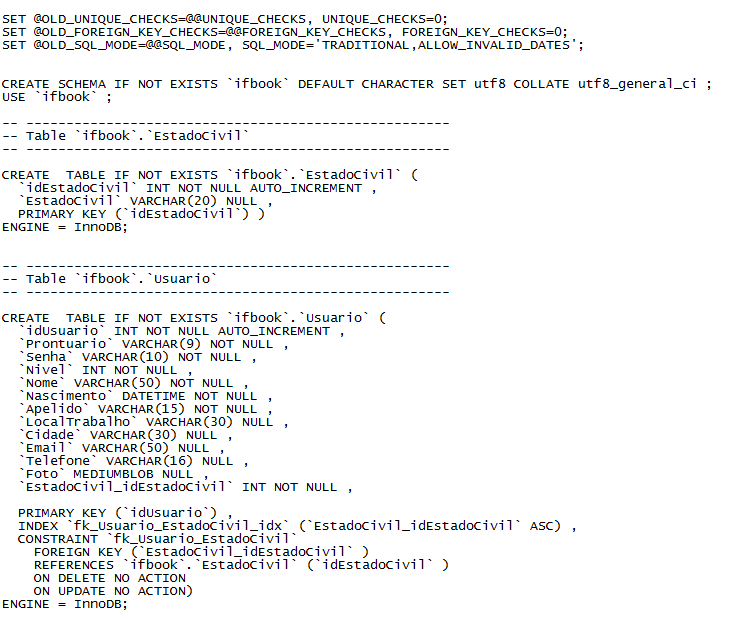 SET @OLD_UNIQUE_CHECKS=@@UNIQUE_CHECKS, UNIQUE_CHECKS=0;
SET @OLD_FOREIGN_KEY_CHECKS=@@FOREIGN_KEY_CHECKS, FOREIGN_KEY_CHECKS=0;
SET @OLD_SQL_MODE=@@SQL_MODE, SQL_MODE='TRADITIONAL,ALLOW_INVALID_DATES';

CREATE SCHEMA IF NOT EXISTS `ifbook` DEFAULT CHARACTER SET utf8 COLLATE utf8_general_ci ;
USE `ifbook` ;

-- -----------------------------------------------------
-- Table `ifbook`.`EstadoCivil`
-- -----------------------------------------------------

CREATE  TABLE IF NOT EXISTS `ifbook`.`EstadoCivil` (
  `idEstadoCivil` INT NOT NULL AUTO_INCREMENT ,
  `EstadoCivil` VARCHAR(20) NULL ,
  PRIMARY KEY (`idEstadoCivil`) )
ENGINE = InnoDB;

-- -----------------------------------------------------
-- Table `ifbook`.`Usuario`
-- -----------------------------------------------------

CREATE  TABLE IF NOT EXISTS `ifbook`.`Usuario` (
  `idUsuario` INT NOT NULL AUTO_INCREMENT ,
  `Prontuario` VARCHAR(9) NOT NULL ,
  `Senha` VARCHAR(10) NOT NULL ,
  `Nivel` INT NOT NULL ,
  `Nome` VARCHAR(50) NOT NULL ,
  `Nascimento` DATETIME NOT NULL ,
  `Apelido` VARCHAR(15) NOT NULL ,
  `LocalTrabalho` VARCHAR(30) NULL ,
  `Cidade` VARCHAR(30) NULL ,
  `Email` VARCHAR(50) NULL ,
  `Telefone` VARCHAR(16) NULL ,
  `Foto` MEDIUMBLOB NULL ,
  `EstadoCivil_idEstadoCivil` INT NOT NULL ,

  PRIMARY KEY (`idUsuario`) ,
  INDEX `fk_Usuario_EstadoCivil_idx` (`EstadoCivil_idEstadoCivil` ASC) ,
  CONSTRAINT `fk_Usuario_EstadoCivil`
    FOREIGN KEY (`EstadoCivil_idEstadoCivil` )
    REFERENCES `ifbook`.`EstadoCivil` (`idEstadoCivil` )
    ON DELETE NO ACTION
    ON UPDATE NO ACTION)
ENGINE = InnoDB;